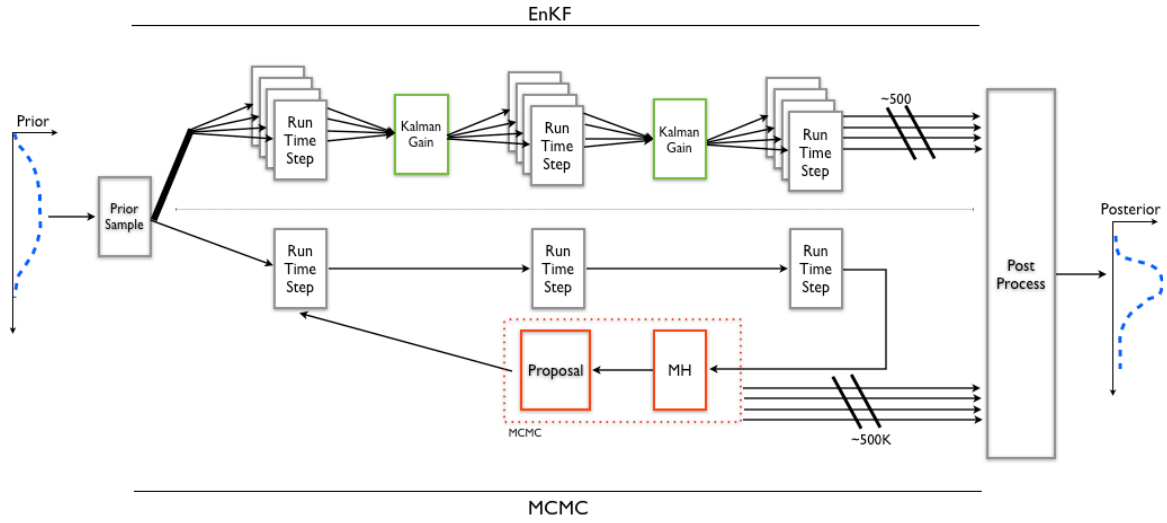 EnKF
Prior
Prior
Sample
Run
Time
Step
Kalman
Gain
Run
Time
Step
Kalman
Gain
Run
Time
Step
~500
Run
Time
Step
Run
Time
Step
Run
Time
Step
Proposal
MH
MCMC
~500K
Post
Process
Posterior
MCMC